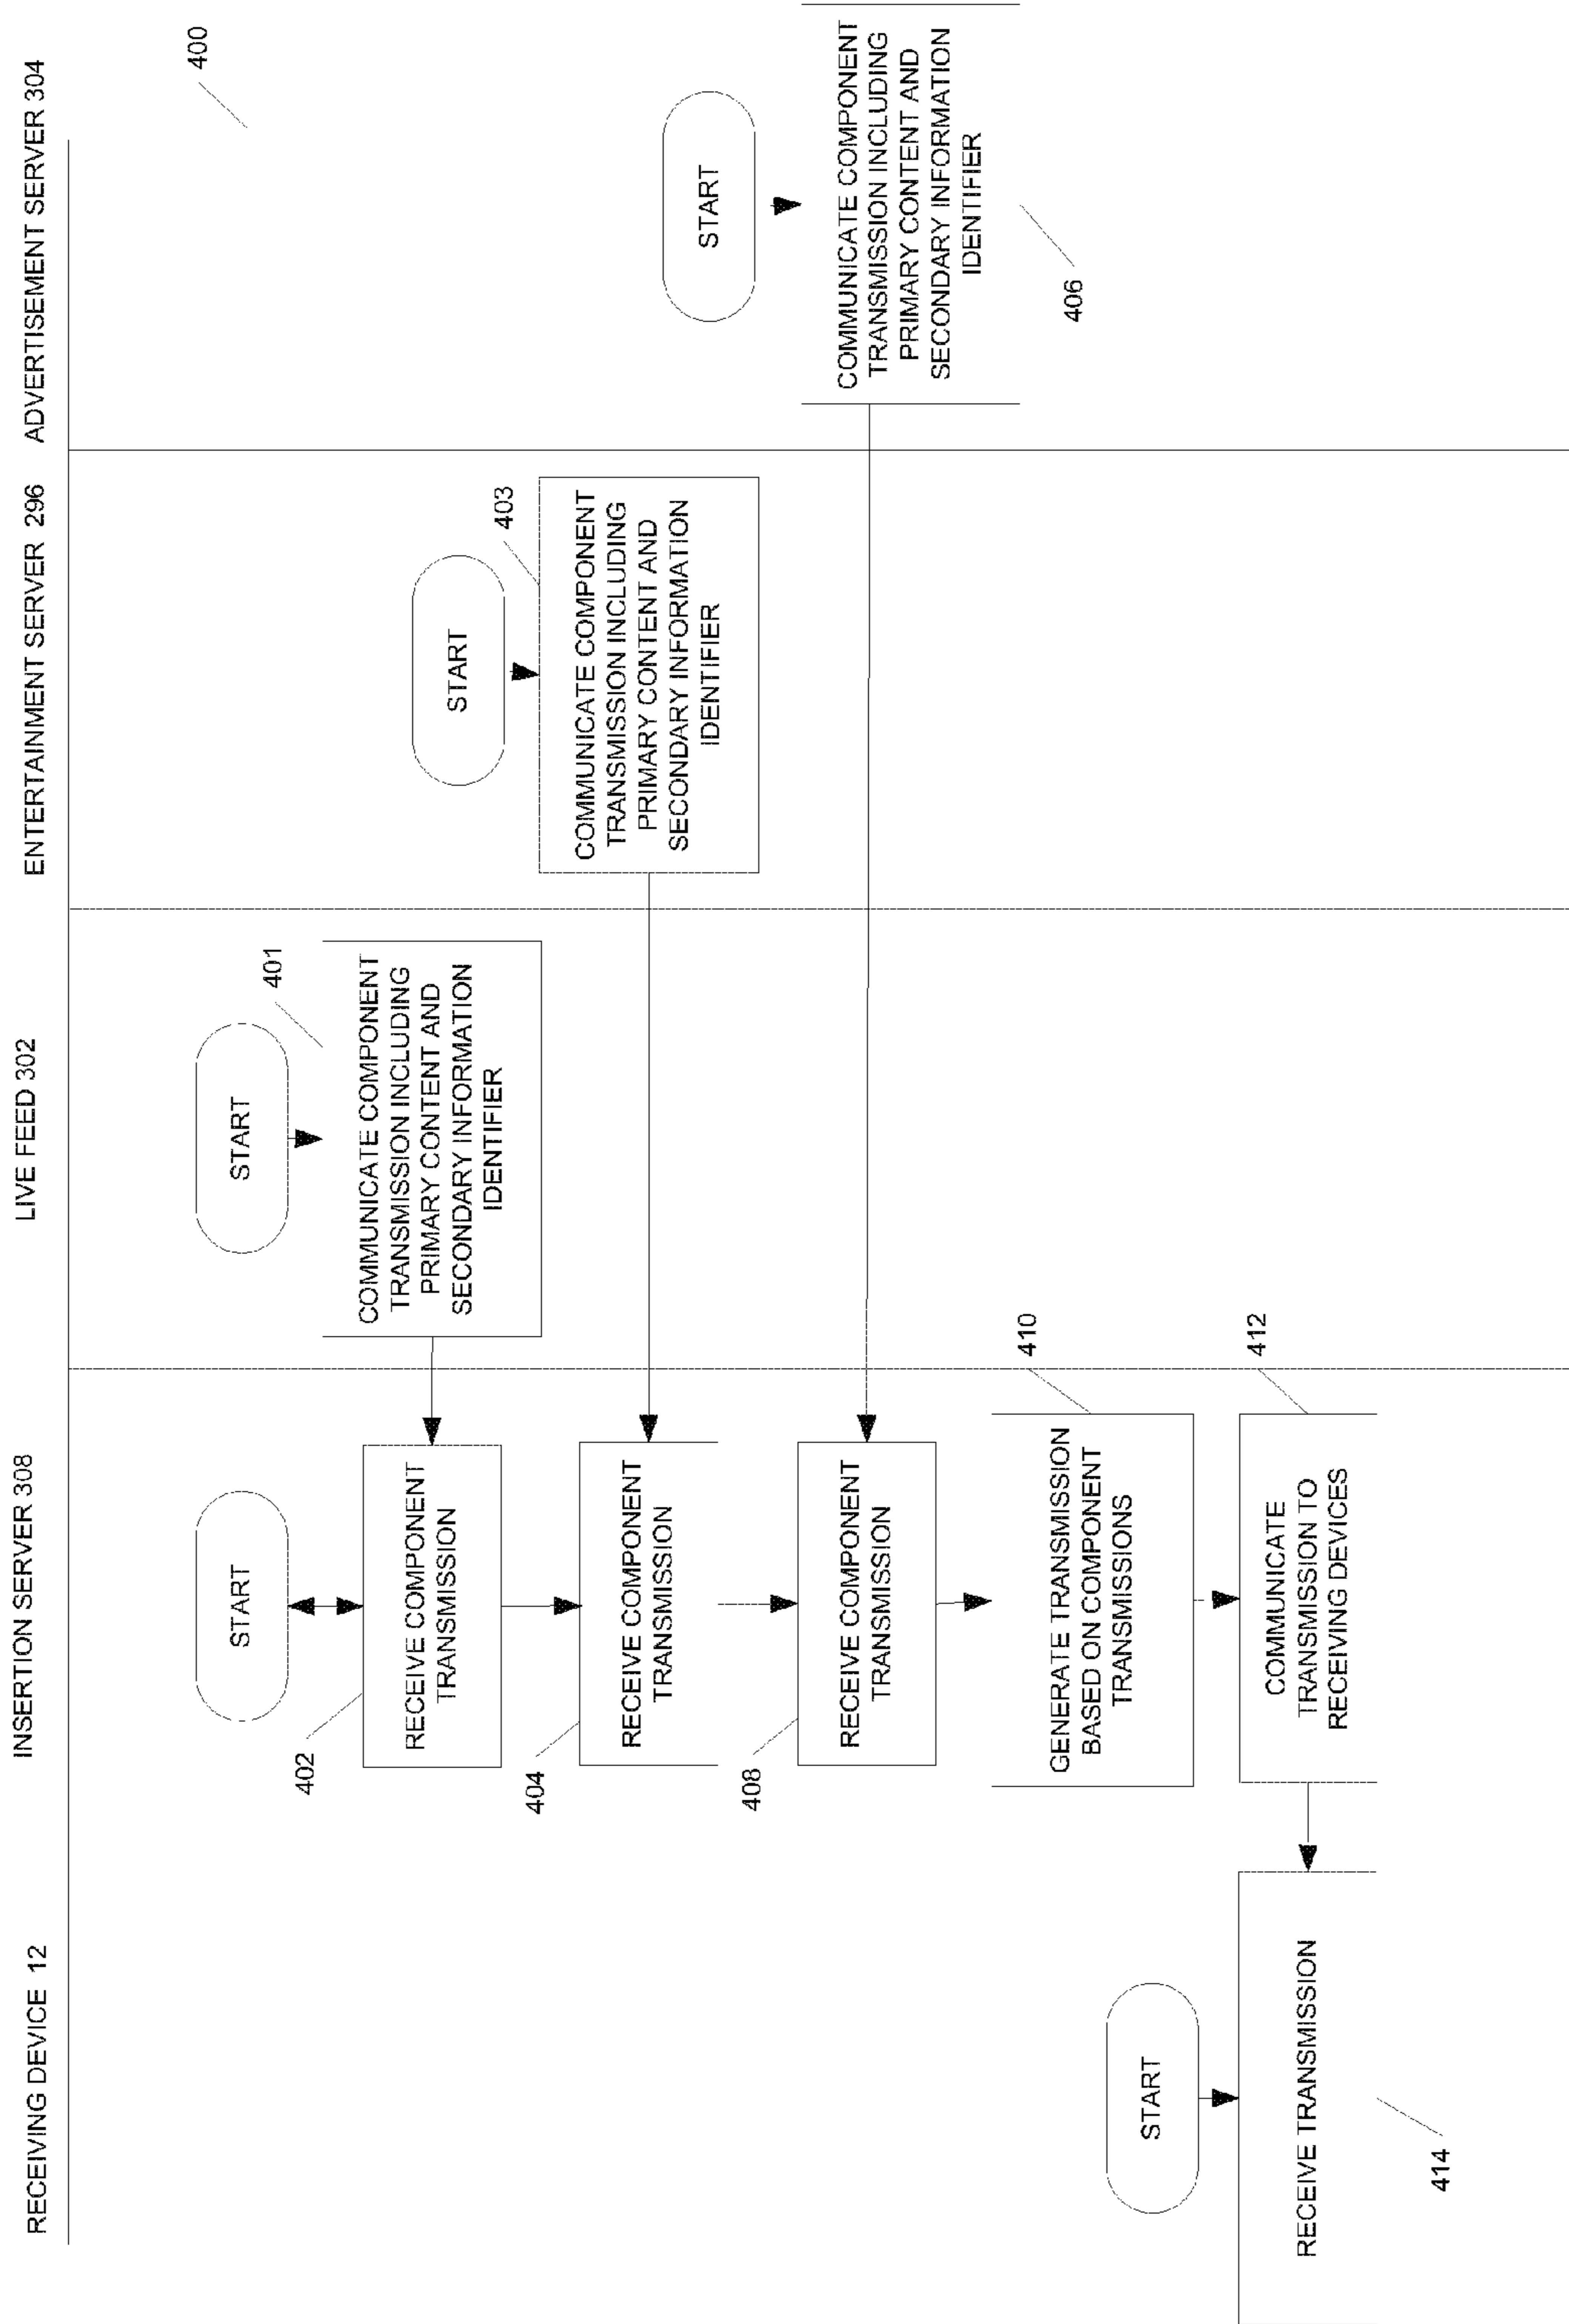 RECEIVING DEVICE 12
INSERTION SERVER 308
LIVE FEED 302
ENTERTAINMENT SERVER 296
ADVERTISEMENT SERVER 304
400
START
START
401
402
RECEIVE COMPONENT
TRANSMISSION
COMMUNICATE COMPONENT
TRANSMISSION INCLUDING
PRIMARY CONTENT AND
SECONDARY INFORMATION
IDENTIFIER
START
403
404
RECEIVE COMPONENT
TRANSMISSION
COMMUNICATE COMPONENT
TRANSMISSION INCLUDING
PRIMARY CONTENT AND
SECONDARY INFORMATION
IDENTIFIER
START
408
RECEIVE COMPONENT
TRANSMISSION
COMMUNICATE COMPONENT
TRANSMISSION INCLUDING
PRIMARY CONTENT AND
SECONDARY INFORMATION
IDENTIFIER
406
410
GENERATE TRANSMISSION
BASED ON COMPONENT
TRANSMISSIONS
START
412
COMMUNICATE
TRANSMISSION TO
RECEIVING DEVICES
RECEIVE TRANSMISSION
414